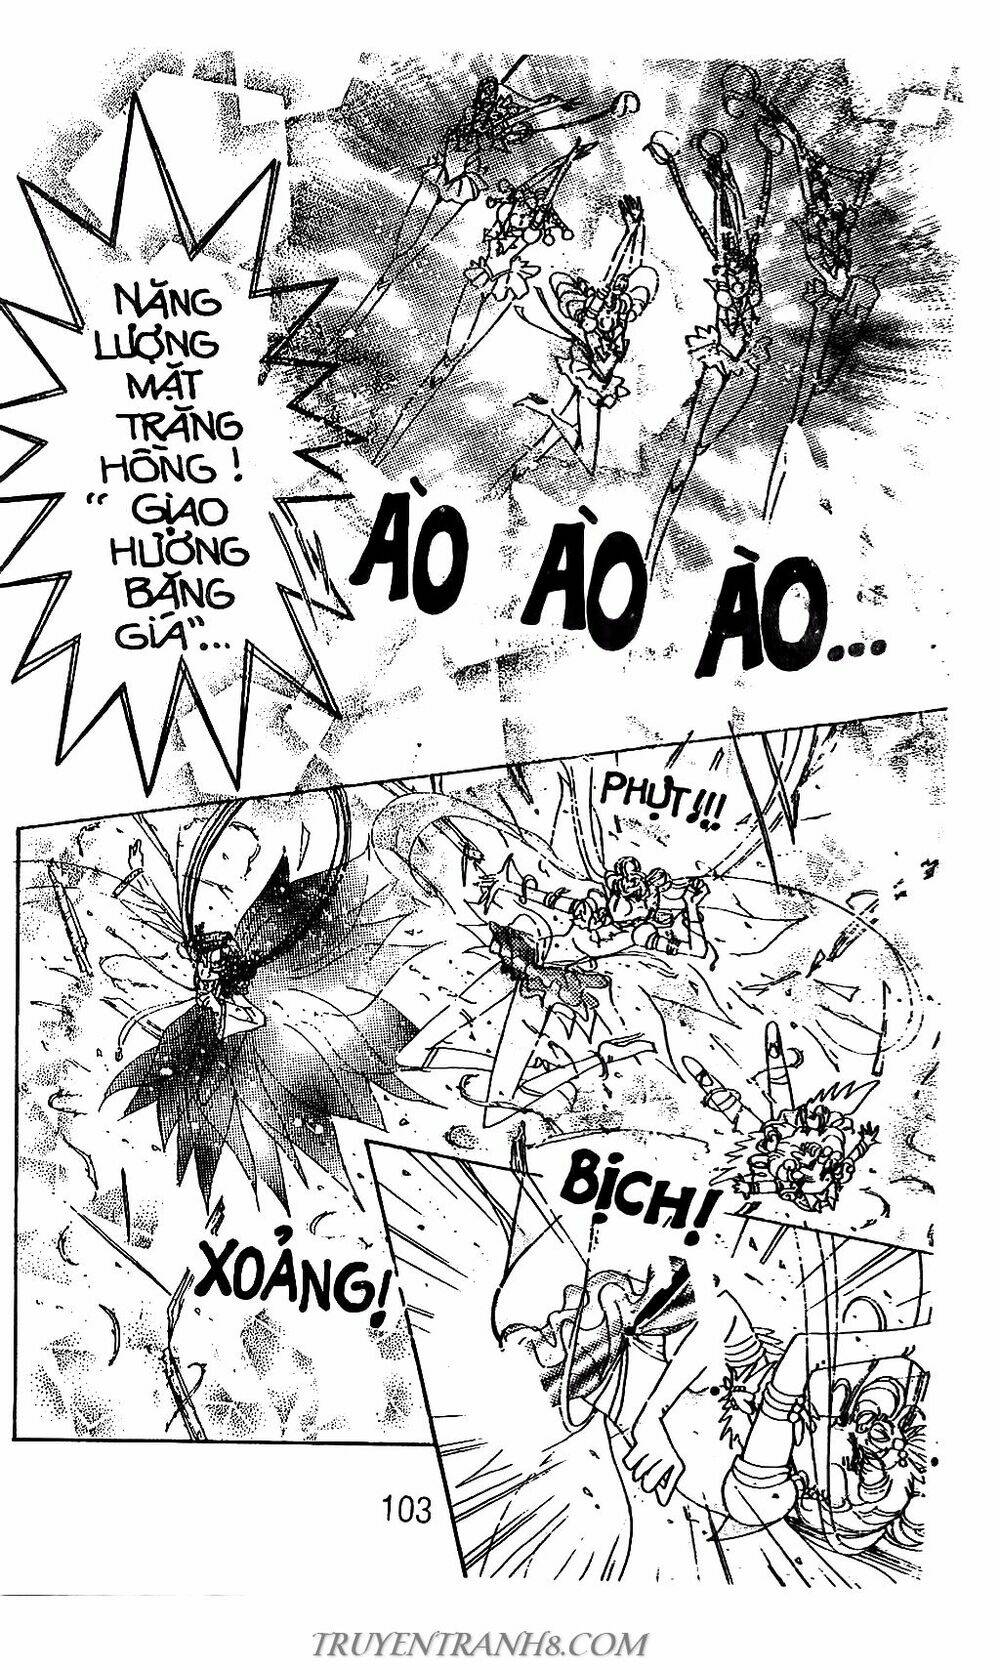 NĂNG
LƯỢNG
MẶT
TRĂNG
HỒNG !
“ GIAO
HƯỞNG
BĂNG
GIÁ”...
ÀO ÀO ÀO...
PHỤT!!!
BỊCH!
XOẢNG!
103
TRUYENTRANH8.COM